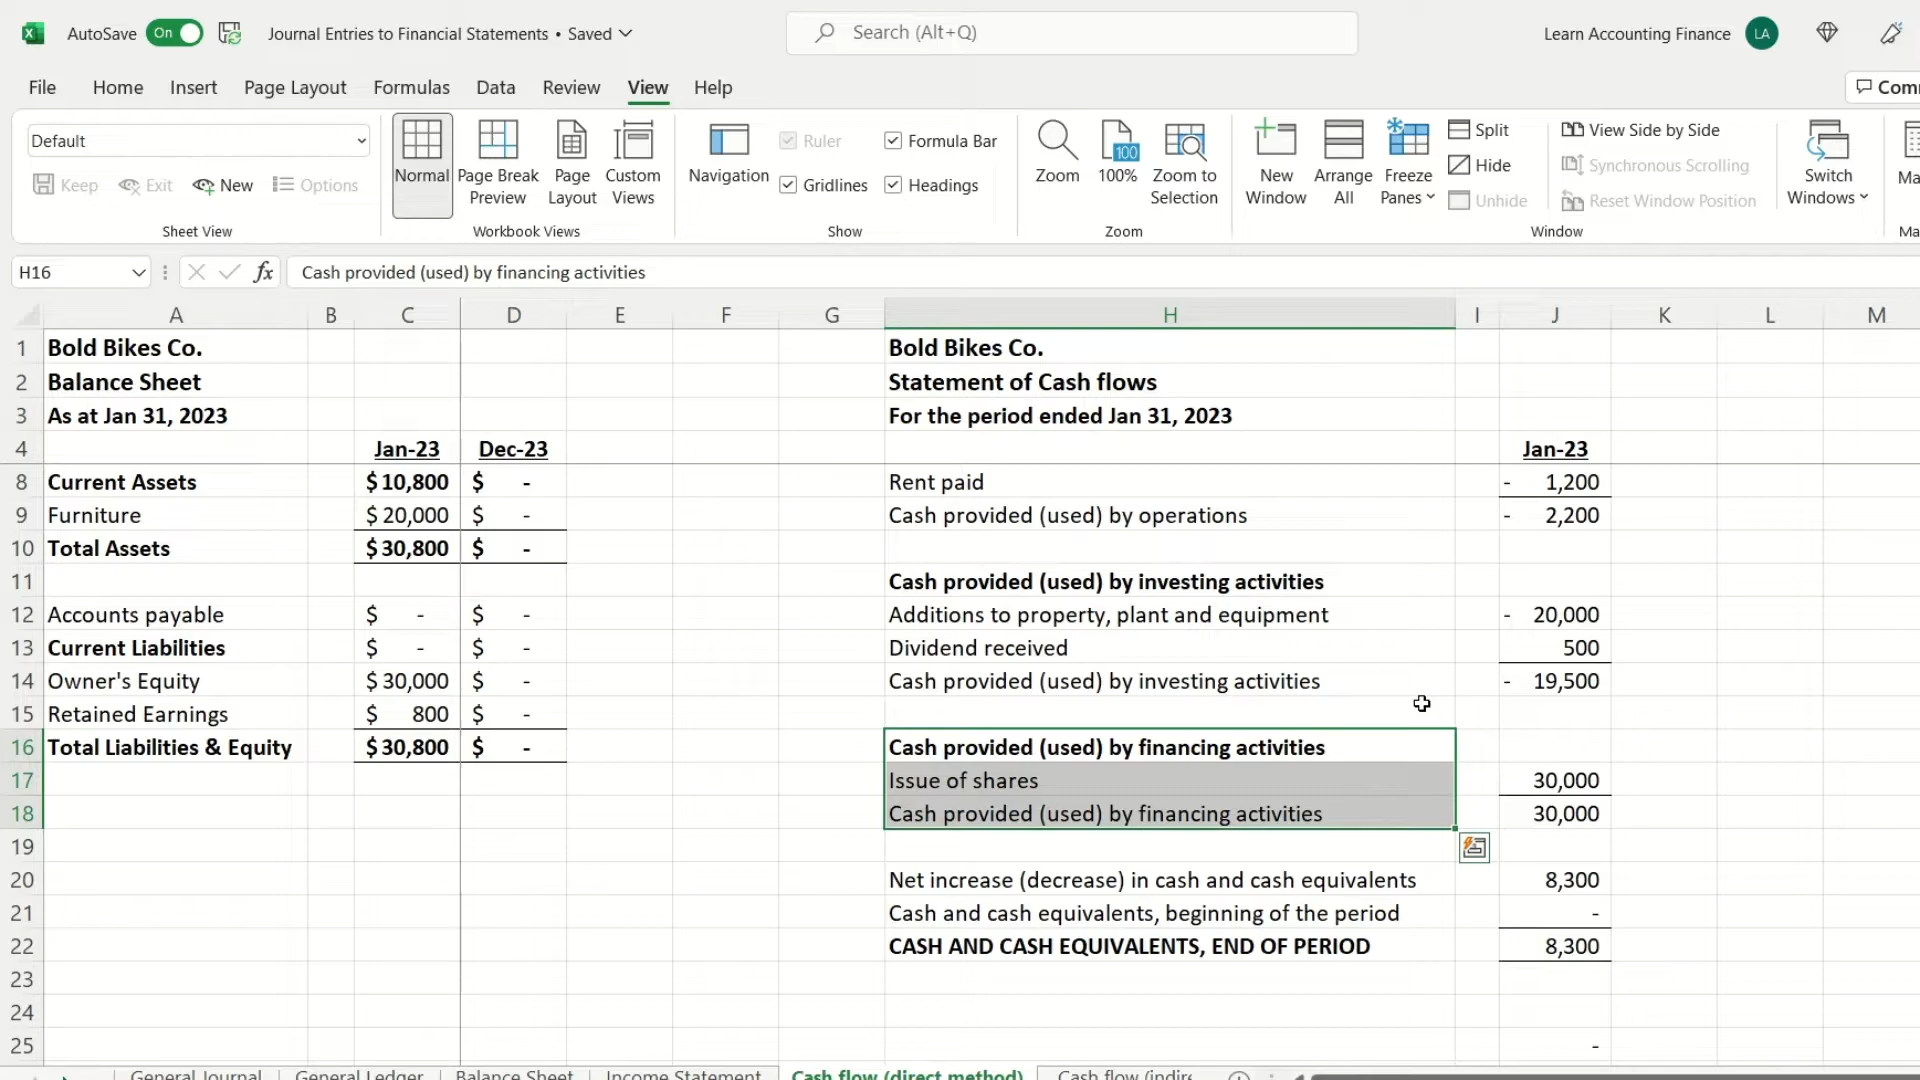 AutoSave On Journal Entries to Financial Statements • Saved Search (Alt+Q) Learn Accounting Finance LA
File Home Insert Page Layout Formulas Data Review View Help
Default
Keep Exit New Options
Sheet View
Normal Page Break Preview Page Layout Custom Views
Workbook Views
Navigation Ruler Formula Bar
Gridlines Headings
Show
Zoom 100 100% Zoom to Selection
Zoom
New Window Arrange All Freeze Panes Split Hide Unhide
View Side by Side
Synchronous Scrolling
Reset Window Position
Switch Windows
Window
H16 fx Cash provided (used) by financing activities
A B C D E F G H I J K L M
1 Bold Bikes Co. Bold Bikes Co.
2 Balance Sheet Statement of Cash flows
3 As at Jan 31, 2023 For the period ended Jan 31, 2023
4 Jan-23 Dec-23 Jan-23
8 Current Assets $ 10,800 $ - Rent paid - 1,200
9 Furniture $ 20,000 $ - Cash provided (used) by operations - 2,200
10 Total Assets $ 30,800 $ -
11 Cash provided (used) by investing activities
12 Accounts payable $ - $ - Additions to property, plant and equipment - 20,000
13 Current Liabilities $ - $ - Dividend received 500
14 Owner's Equity $ 30,000 $ - Cash provided (used) by investing activities - 19,500
15 Retained Earnings $ 800 $ -
16 Total Liabilities & Equity $ 30,800 $ - Cash provided (used) by financing activities
17 Issue of shares 30,000
18 Cash provided (used) by financing activities 30,000
19
20 Net increase (decrease) in cash and cash equivalents 8,300
21 Cash and cash equivalents, beginning of the period -
22 CASH AND CASH EQUIVALENTS, END OF PERIOD 8,300
23
24
25 -
General Journal General Ledger Balance Sheet Income Statement Cash flow (direct method) Cash flow